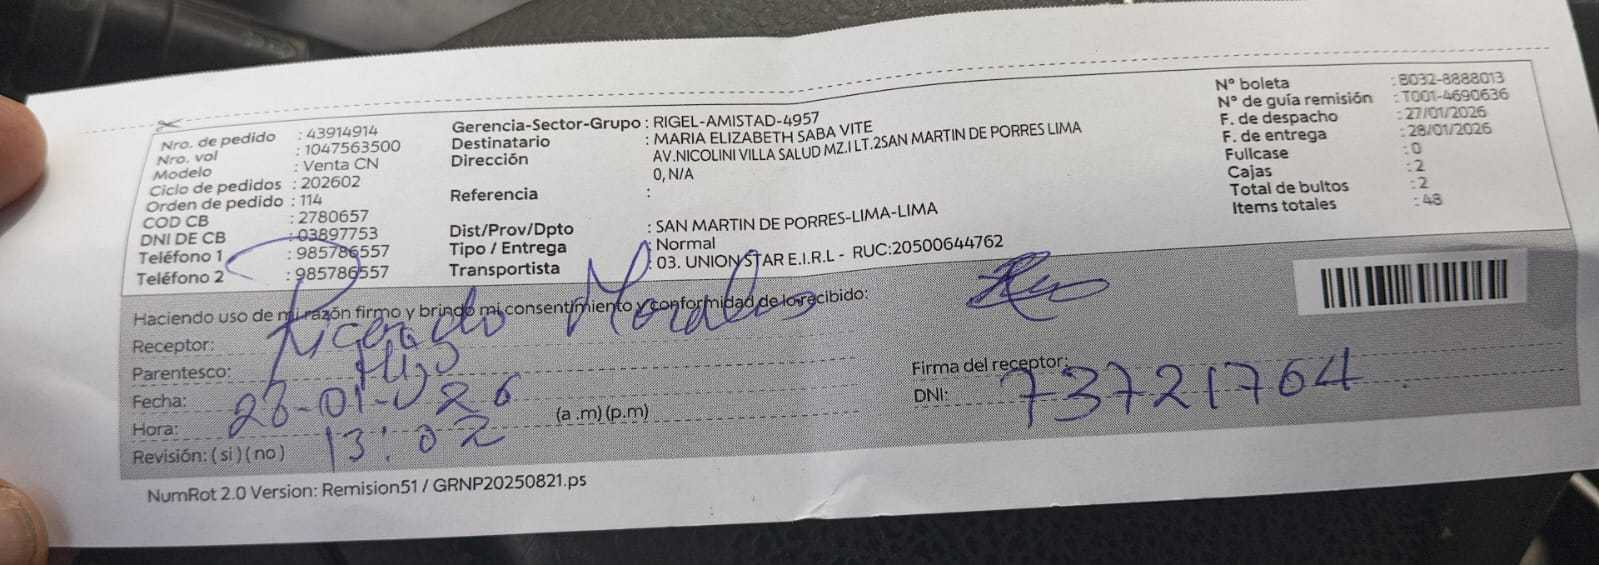 Nro. de pedido : 43914914
Nro. vol : 1047563500
Modelo : Venta CN
Ciclo de pedidos : 202602
Orden de pedido : 114
COD CB : 2780657
DNI DE CB : 03897753
Teléfono 1 : 985786557
Teléfono 2 : 985786557
Gerencia-Sector-Grupo : RIGEL-AMISTAD-4957
Destinatario : MARIA ELIZABETH SABA VITE
Dirección : AV.NICOLINI VILLA SALUD MZ.I LT.2SAN MARTIN DE PORRES LIMA
0, N/A
Referencia :
Dist/Prov/Dpto : SAN MARTIN DE PORRES-LIMA-LIMA
Tipo / Entrega : Normal
Transportista : 03. UNION STAR E.I.R.L - RUC:20500644762
N° boleta : B032-8888013
N° de guía remisión : T001-4690636
F. de despacho : 27/01/2026
F. de entrega : 28/01/2026
Fullcase : 0
Cajas : 2
Total de bultos : 2
Items totales : 48
Haciendo uso de mi razón firmo y brindo mi consentimiento y conformidad de lo recibido:
Receptor: Ricardo Morales
Parentesco: Hijo
Fecha: 28-01-026
Hora: 13:02 (a .m) (p.m)
Revisión: ( si ) ( no )
Firma del receptor:
DNI: 73721764
NumRot 2.0 Version: Remision51 / GRNP20250821.ps